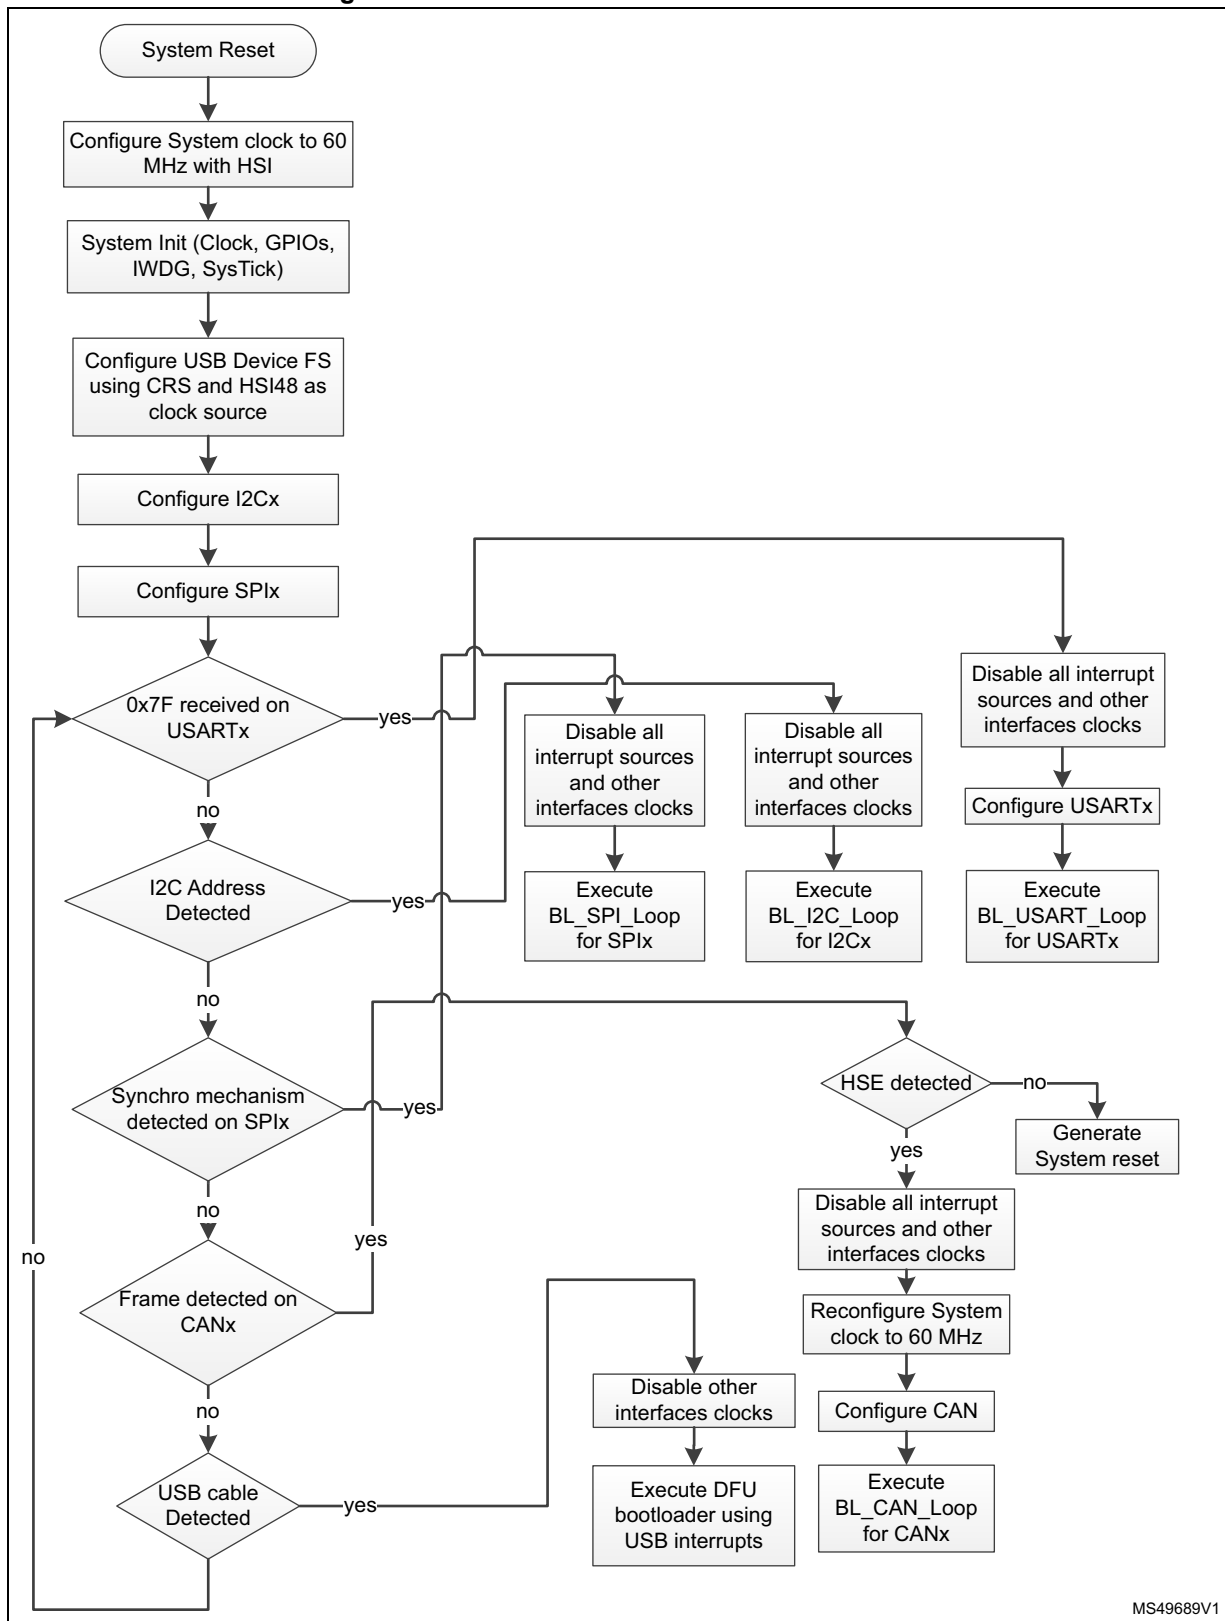 System Reset
Configure System clock to 60
MHz with HSI
System Init (Clock, GPIOs,
IWDG, SysTick)
Configure USB Device FS
using CRS and HSI48 as
clock source
Configure I2Cx
Configure SPIx
0x7F received on
USARTx
yes
no
Disable all interrupt
sources and other
interfaces clocks
Configure USARTx
Execute
BL_USART_Loop
for USARTx
I2C Address
Detected
yes
no
Disable all
interrupt sources
and other
interfaces clocks
Execute
BL_I2C_Loop
for I2Cx
Synchro mechanism
detected on SPIx
yes
no
Disable all
interrupt sources
and other
interfaces clocks
Execute
BL_SPI_Loop
for SPIx
Frame detected on
CANx
yes
no
HSE detected
no
Generate
System reset
yes
Disable all interrupt
sources and other
interfaces clocks
Reconfigure System
clock to 60 MHz
Configure CAN
Execute
BL_CAN_Loop
for CANx
USB cable
Detected
yes
no
Disable other
interfaces clocks
Execute DFU
bootloader using
USB interrupts
MS49689V1